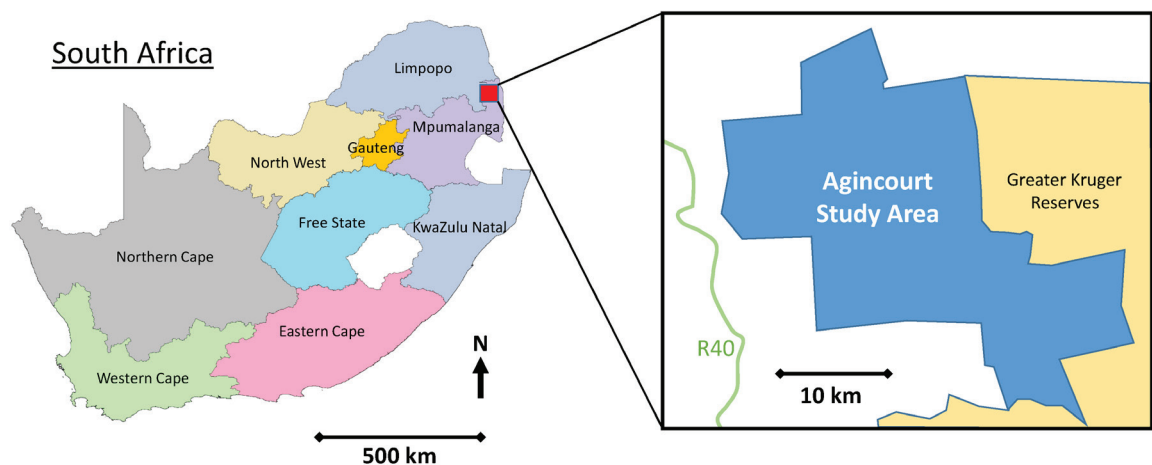 South Africa
Limpopo
Mpumalanga
Gauteng
North West
Free State
KwaZulu Natal
Northern Cape
Eastern Cape
Western Cape
N
500 km
Agincourt
Study Area
Greater Kruger
Reserves
R40
10 km